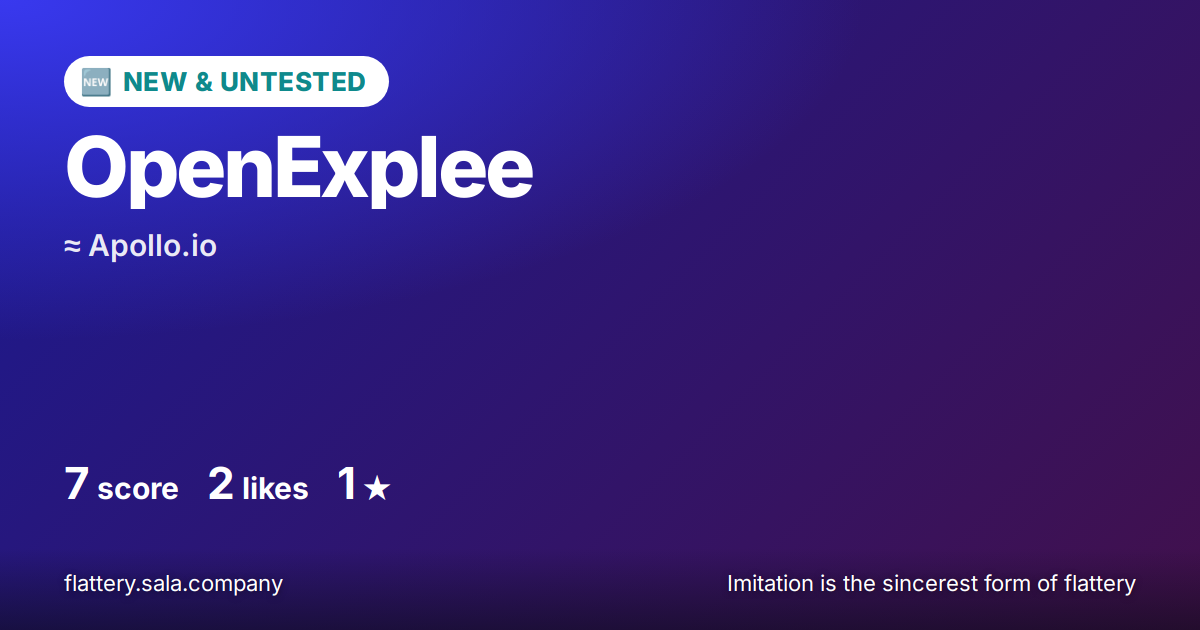 🆕 NEW & UNTESTED
OpenExplee
≈ Apollo.io
7 score 2 likes 1 ★
flattery.sala.company
Imitation is the sincerest form of flattery